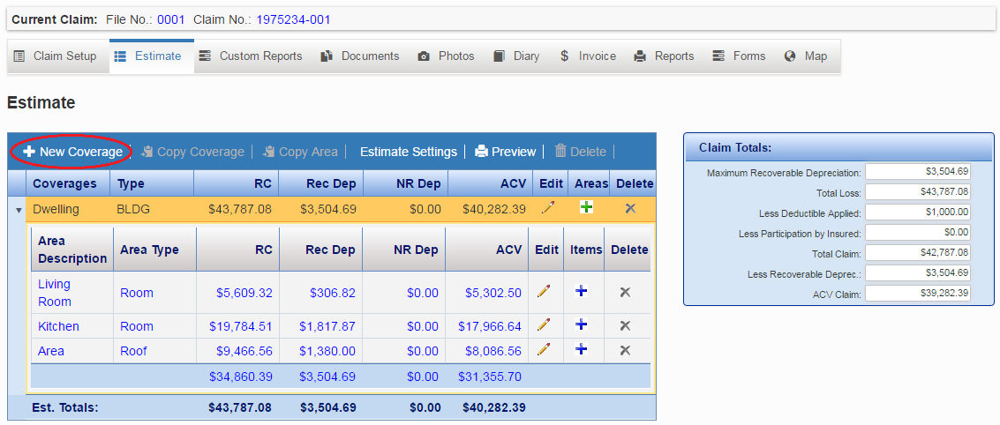 Current Claim: File No.: 0001 Claim No.: 1975234-001
Claim Setup Estimate Custom Reports Documents Photos Diary $ Invoice Reports Forms Map
Estimate
New Coverage Copy Coverage Copy Area Estimate Settings Preview Delete
Coverages Type RC Rec Dep NR Dep ACV Edit Areas Delete
Dwelling BLDG $43,787.08 $3,504.69 $0.00 $40,282.39
Area
Description Area Type RC Rec Dep NR Dep ACV Edit Items Delete
Living
Room Room $5,609.32 $306.82 $0.00 $5,302.50
Kitchen Room $19,784.51 $1,817.87 $0.00 $17,966.64
Area Roof $9,466.56 $1,380.00 $0.00 $8,086.56
$34,860.39 $3,504.69 $0.00 $31,355.70
Est. Totals: $43,787.08 $3,504.69 $0.00 $40,282.39
Claim Totals:
Maximum Recoverable Depreciation: $3,504.69
Total Loss: $43,787.08
Less Deductible Applied: $1,000.00
Less Participation by Insured: $0.00
Total Claim: $42,787.08
Less Recoverable Deprec.: $3,504.69
ACV Claim: $39,282.39